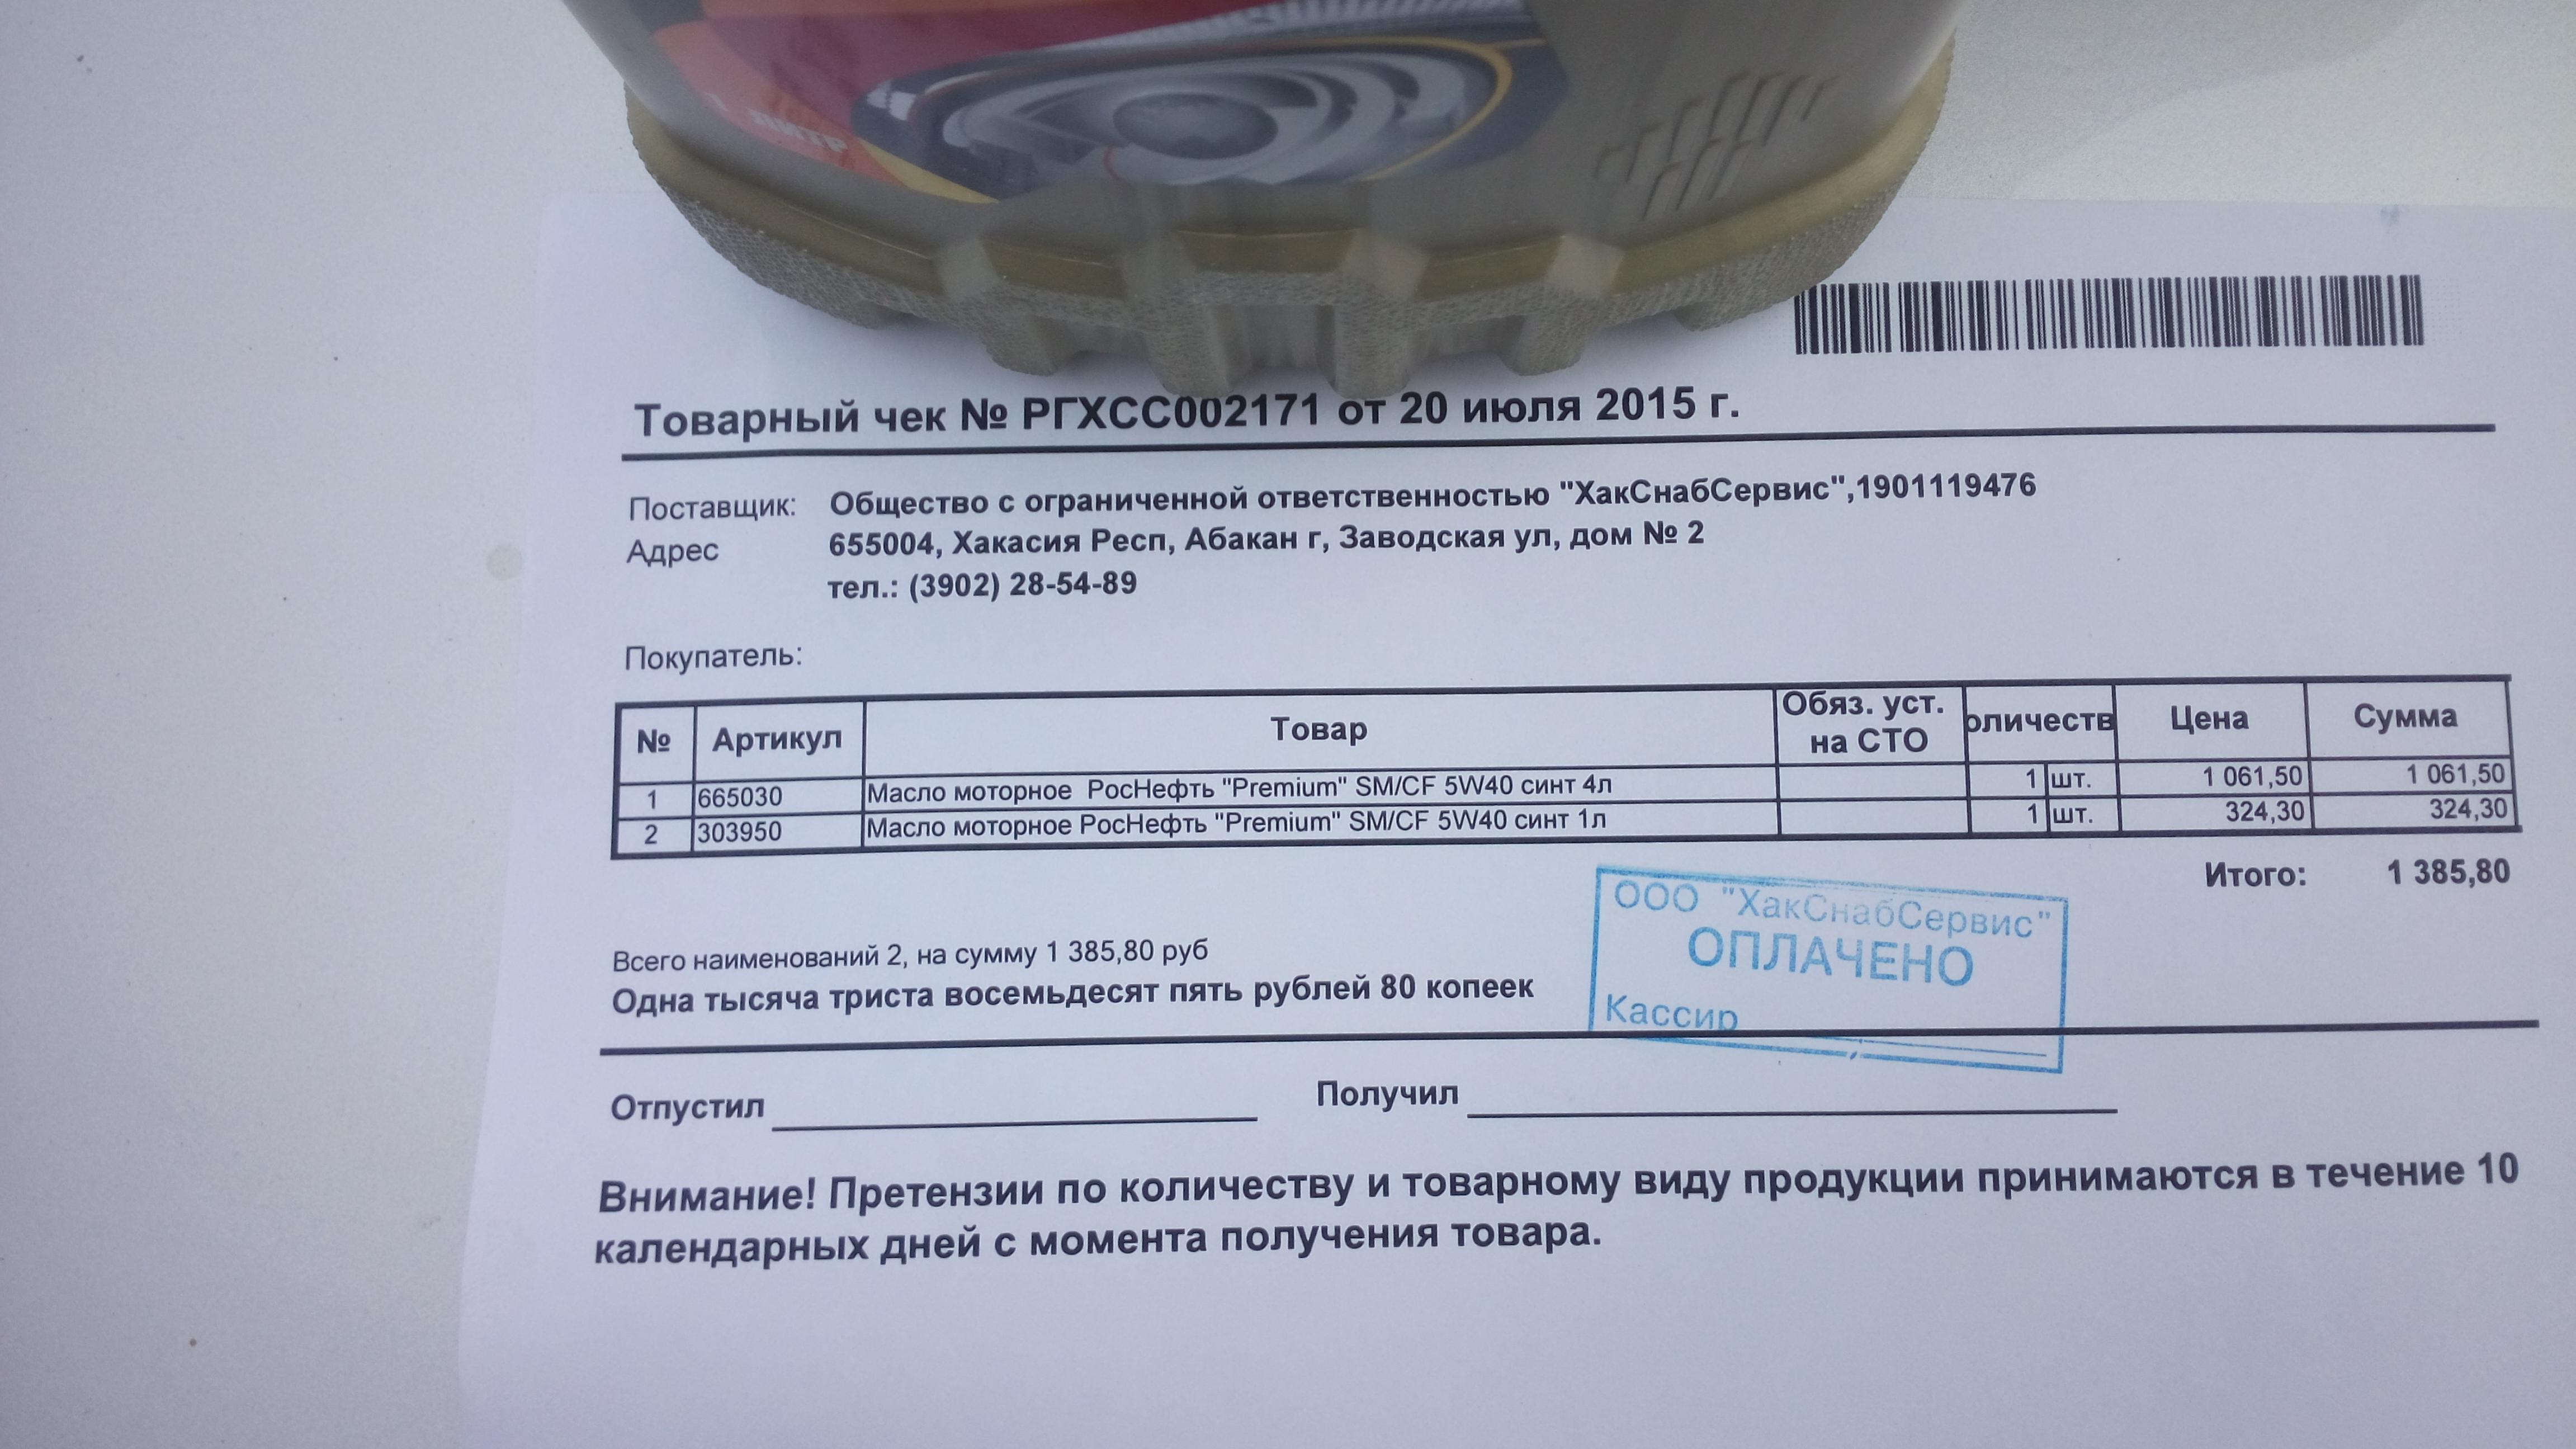 1 ЛИТР
Товарный чек № РГХСС002171 от 20 июля 2015 г.
Поставщик: Общество с ограниченной ответственностью "ХакСнабСервис",1901119476
Адрес 655004, Хакасия Респ, Абакан г, Заводская ул, дом № 2
тел.: (3902) 28-54-89
Покупатель:
№ Артикул Товар Обяз. уст. на СТО оличеств Цена Сумма
1 665030 Масло моторное РосНефть "Premium" SM/CF 5W40 синт 4л 1 шт. 1 061,50 1 061,50
2 303950 Масло моторное РосНефть "Premium" SM/CF 5W40 синт 1л 1 шт. 324,30 324,30
Итого: 1 385,80
ООО "ХакСнабСервис"
ОПЛАЧЕНО
Кассир
Всего наименований 2, на сумму 1 385,80 руб
Одна тысяча триста восемьдесят пять рублей 80 копеек
Отпустил Получил
Внимание! Претензии по количеству и товарному виду продукции принимаются в течение 10
календарных дней с момента получения товара.